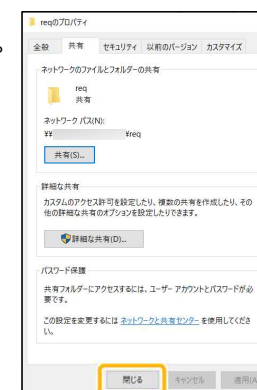 reqのプロパティ
全般 共有 セキュリティ 以前のバージョン カスタマイズ
ネットワークのファイルとフォルダーの共有
req
共有
ネットワーク パス(N):
¥¥ ¥req
共有(S)...
詳細な共有
カスタムのアクセス許可を設定したり、複数の共有を作成したり、その
他の詳細な共有のオプションを設定したりできます。
詳細な共有(D)...
パスワード保護
共有フォルダーにアクセスするには、ユーザー アカウントとパスワードが必
要です。
この設定を変更するには ネットワークと共有センター を使用してくださ
い。
閉じる キャンセル 適用(A